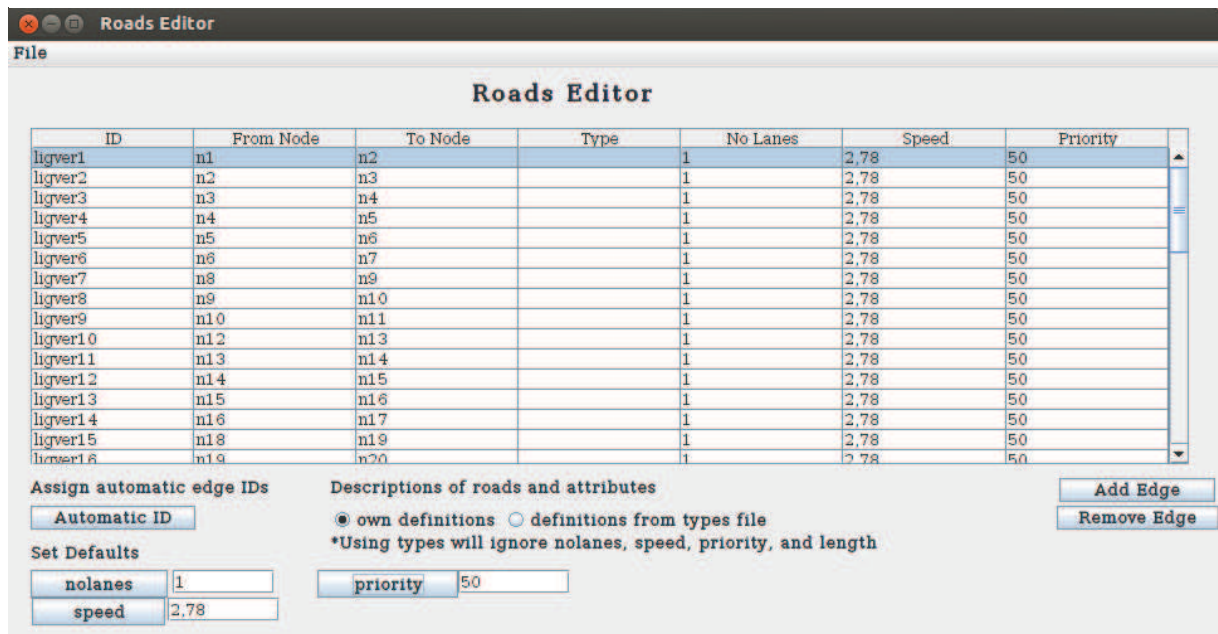 Roads Editor
File
Roads Editor
ID From Node To Node Type No Lanes Speed Priority
ligver1 n1 n2 1 2,78 50
ligver2 n2 n3 1 2,78 50
ligver3 n3 n4 1 2,78 50
ligver4 n4 n5 1 2,78 50
ligver5 n5 n6 1 2,78 50
ligver6 n6 n7 1 2,78 50
ligver7 n8 n9 1 2,78 50
ligver8 n9 n10 1 2,78 50
ligver9 n10 n11 1 2,78 50
ligver10 n12 n13 1 2,78 50
ligver11 n13 n14 1 2,78 50
ligver12 n14 n15 1 2,78 50
ligver13 n15 n16 1 2,78 50
ligver14 n16 n17 1 2,78 50
ligver15 n18 n19 1 2,78 50
ligver16 n19 n20 1 2,78 50
Assign automatic edge IDs Descriptions of roads and attributes Add Edge
Automatic ID own definitions definitions from types file Remove Edge
*Using types will ignore nolanes, speed, priority, and length
Set Defaults
nolanes 1 priority 50
speed 2,78